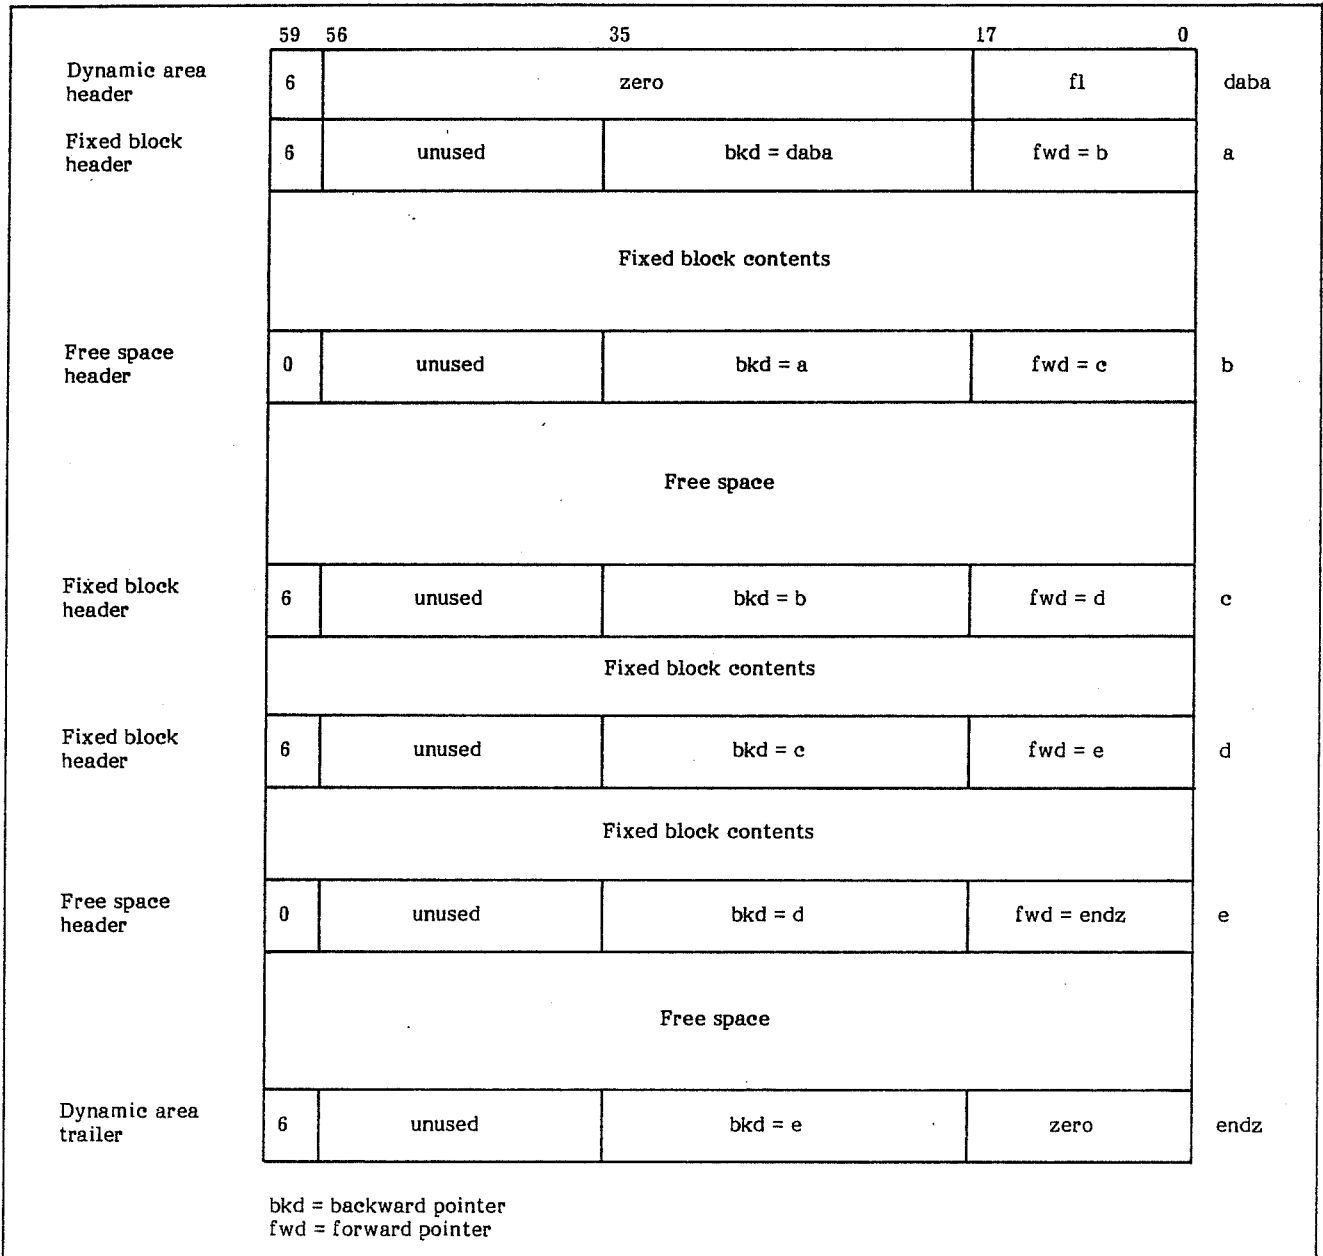 59 56 35 17 0
Dynamic area
header
6 zero fl daba
Fixed block
header
6 unused bkd = daba fwd = b a
Fixed block contents
Free space
header
0 unused bkd = a fwd = c b
Free space
Fixed block
header
6 unused bkd = b fwd = d c
Fixed block contents
Fixed block
header
6 unused bkd = c fwd = e d
Fixed block contents
Free space
header
0 unused bkd = d fwd = endz e
Free space
Dynamic area
trailer
6 unused bkd = e zero endz
bkd = backward pointer
fwd = forward pointer